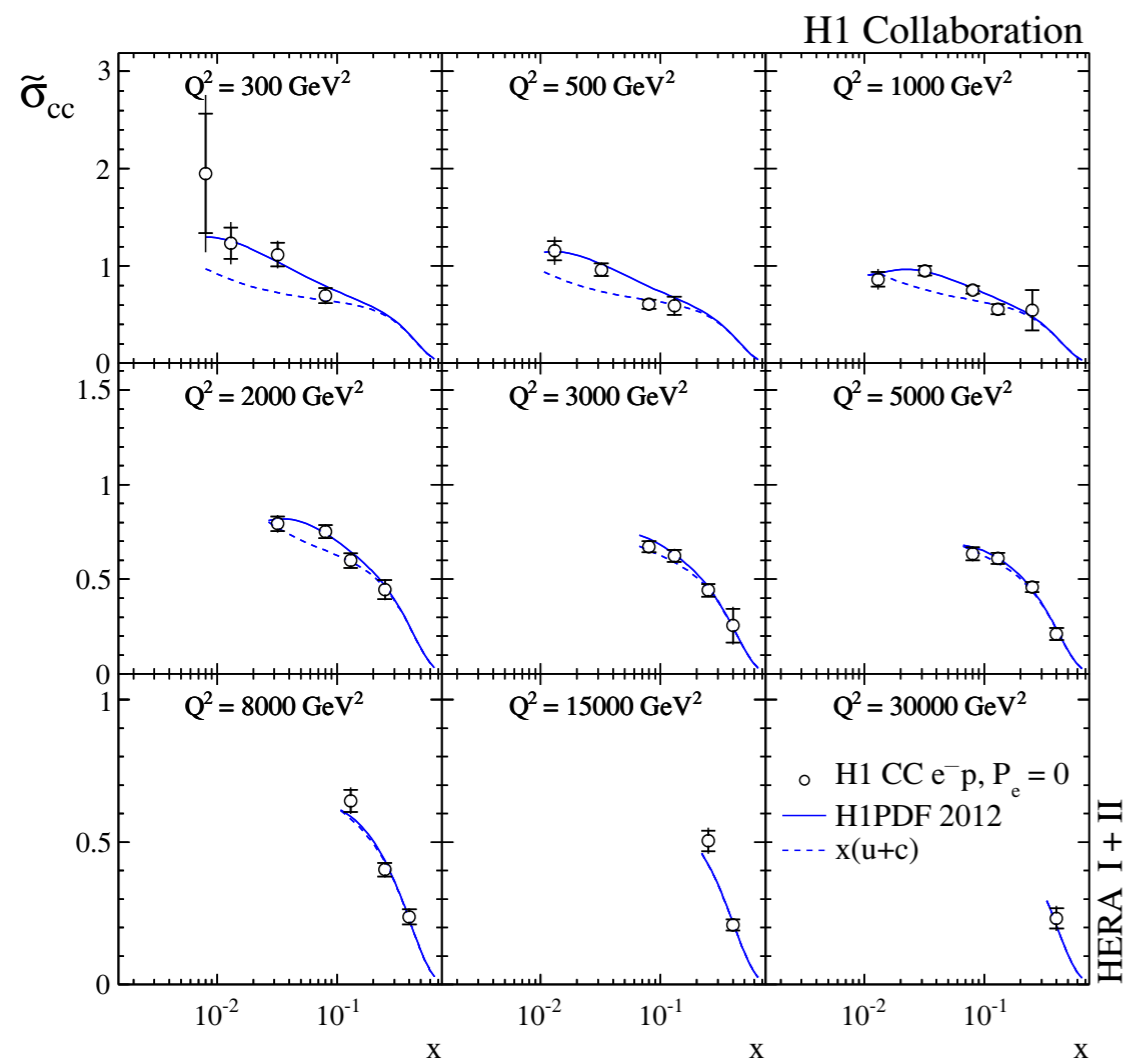 H1 Collaboration
σ̃cc
Q² = 300 GeV²
Q² = 500 GeV²
Q² = 1000 GeV²
3
2
1
0
Q² = 2000 GeV²
Q² = 3000 GeV²
Q² = 5000 GeV²
1.5
1
0.5
0
Q² = 8000 GeV²
Q² = 15000 GeV²
Q² = 30000 GeV²
1
0.5
0
H1 CC e⁻p, Pe = 0
H1PDF 2012
x(u+c)
HERA I + II
10⁻² 10⁻¹ 10⁻² 10⁻¹ 10⁻² 10⁻¹
x x x